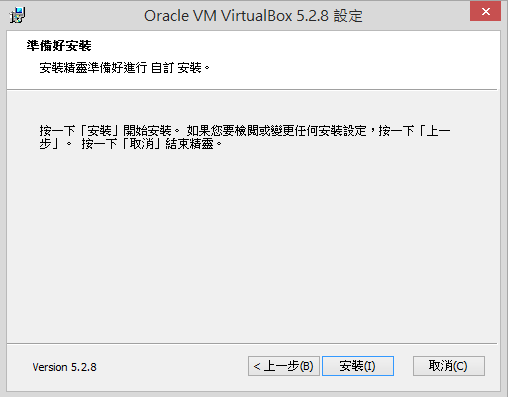 Oracle VM VirtualBox 5.2.8 設定
準備好安裝
安裝精靈準備好進行 自訂 安裝。
按一下「安裝」開始安裝。 如果您要檢閱或變更任何安裝設定，按一下「上一
步」。 按一下「取消」結束精靈。
Version 5.2.8
< 上一步(B)
安裝(I)
取消(C)